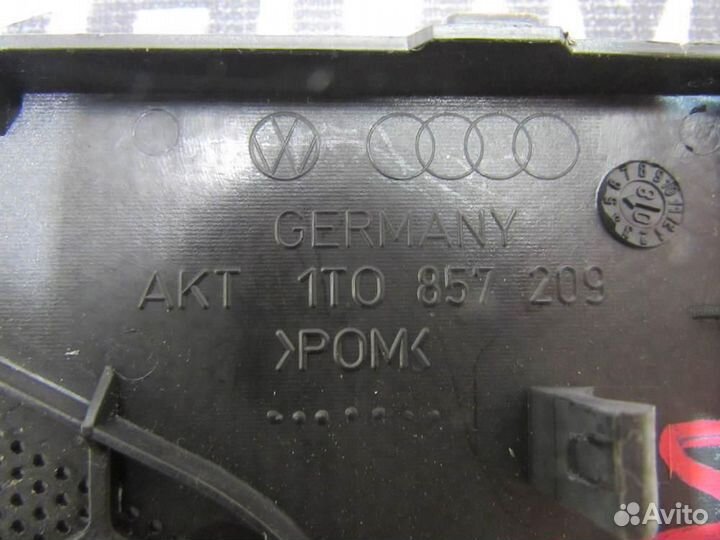 GERMANY
AKT 1T0 857 209
>POM<
Avito